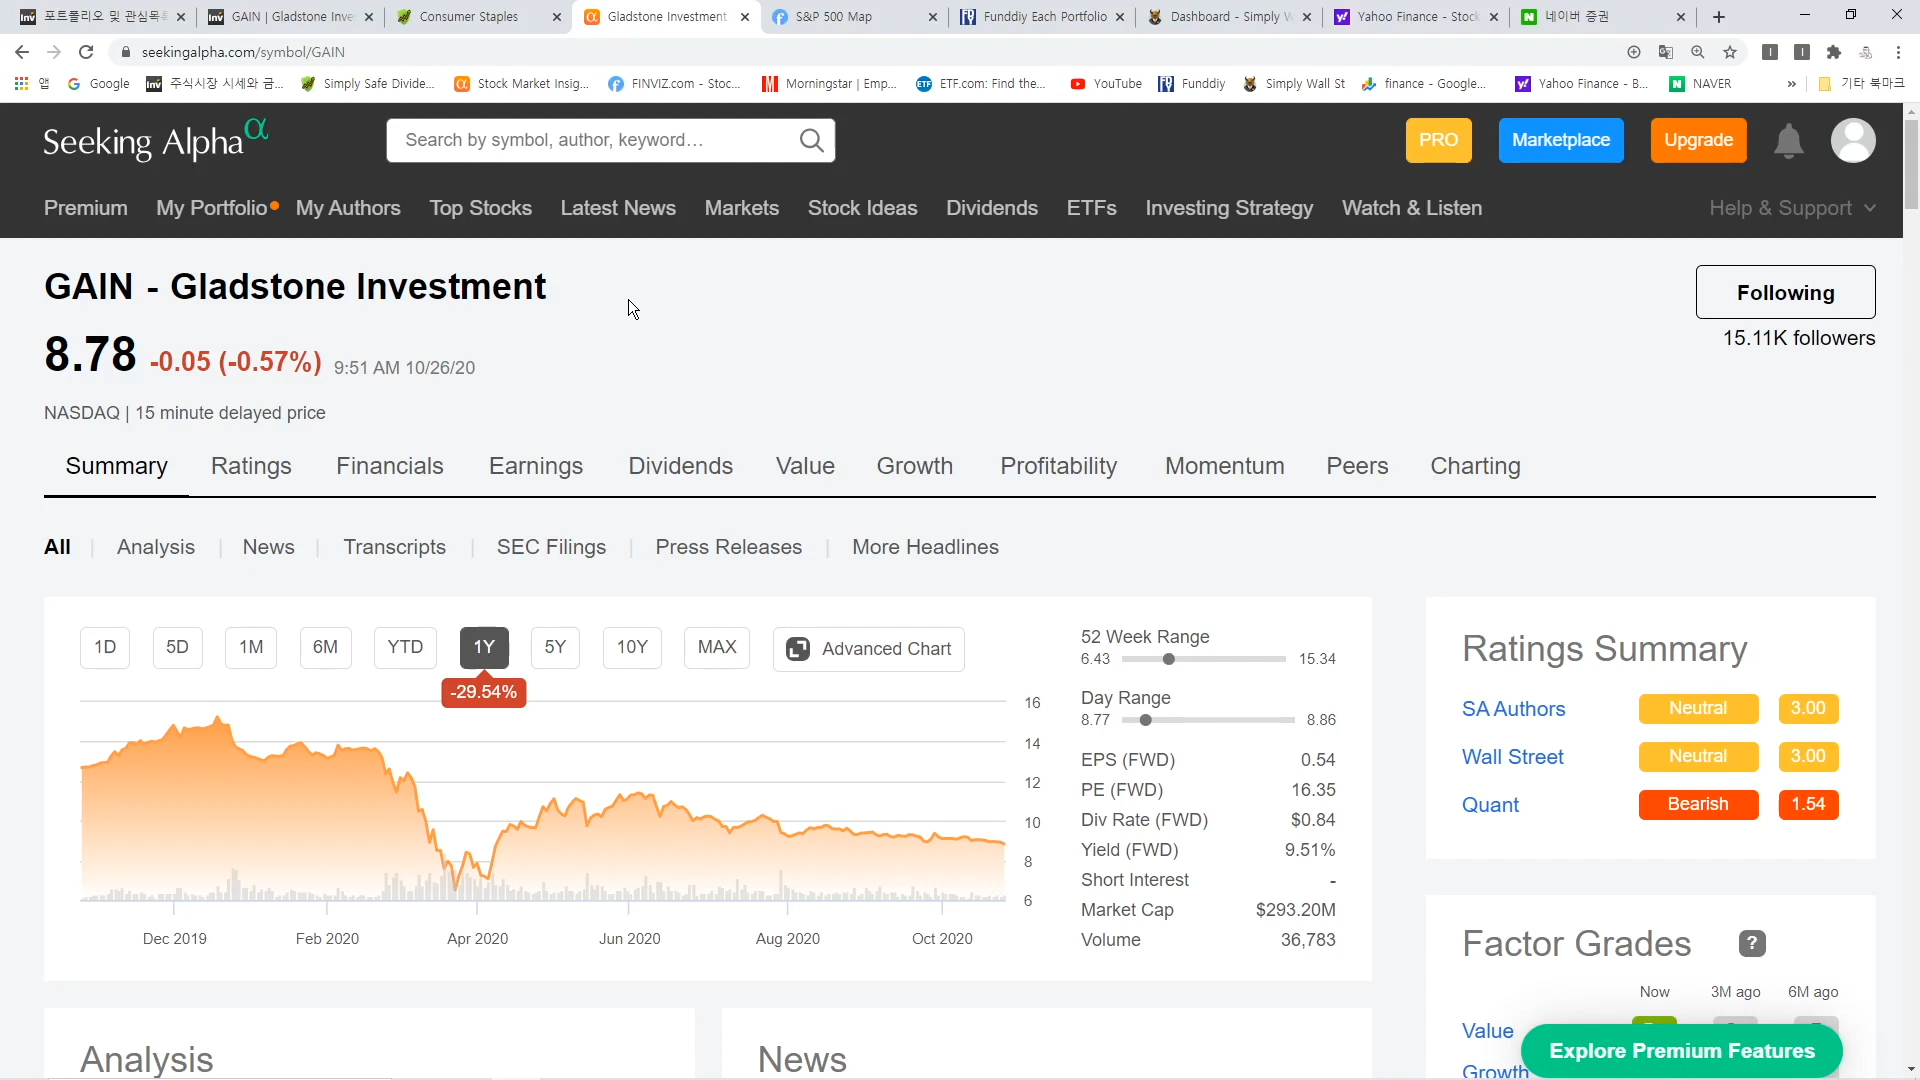 포트폴리오 및 관심목록
GAIN | Gladstone Inve
Consumer Staples
Gladstone Investment
S&P 500 Map
Funddiy Each Portfolio
Dashboard - Simply W
Yahoo Finance - Stock
네이버 증권
seekingalpha.com/symbol/GAIN
앱
Google
주식시장 시세와 금...
Simply Safe Divide...
Stock Market Insig...
FINVIZ.com - Stoc...
Morningstar | Emp...
ETF.com: Find the...
YouTube
Funddiy
Simply Wall St
finance - Google...
Yahoo Finance - B...
NAVER
»
기타 북마크
Seeking Alpha α
Search by symbol, author, keyword...
PRO
Marketplace
Upgrade
Premium
My Portfolio
My Authors
Top Stocks
Latest News
Markets
Stock Ideas
Dividends
ETFs
Investing Strategy
Watch & Listen
Help & Support
GAIN - Gladstone Investment
Following
15.11K followers
8.78 -0.05 (-0.57%) 9:51 AM 10/26/20
NASDAQ | 15 minute delayed price
Summary
Ratings
Financials
Earnings
Dividends
Value
Growth
Profitability
Momentum
Peers
Charting
All | Analysis | News | Transcripts | SEC Filings | Press Releases | More Headlines
1D
5D
1M
6M
YTD
1Y
5Y
10Y
MAX
Advanced Chart
-29.54%
16
14
12
10
8
6
Dec 2019
Feb 2020
Apr 2020
Jun 2020
Aug 2020
Oct 2020
52 Week Range
6.43 15.34
Day Range
8.77 8.86
EPS (FWD) 0.54
PE (FWD) 16.35
Div Rate (FWD) $0.84
Yield (FWD) 9.51%
Short Interest -
Market Cap $293.20M
Volume 36,783
Ratings Summary
SA Authors Neutral 3.00
Wall Street Neutral 3.00
Quant Bearish 1.54
Factor Grades ?
Now 3M ago 6M ago
Value
Growth
Explore Premium Features
Analysis
News